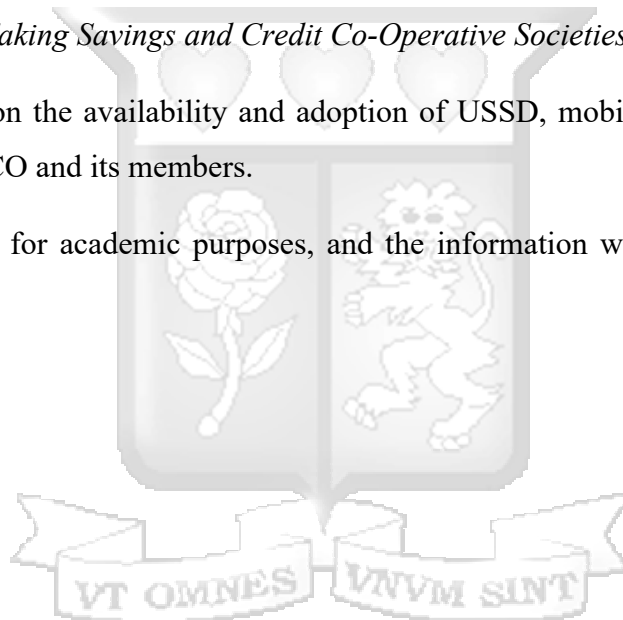 aking Savings and Credit Co-Operative Societies
on the availability and adoption of USSD, mobi
CO and its members.
for academic purposes, and the information w
VT OMNES VNVM SINT